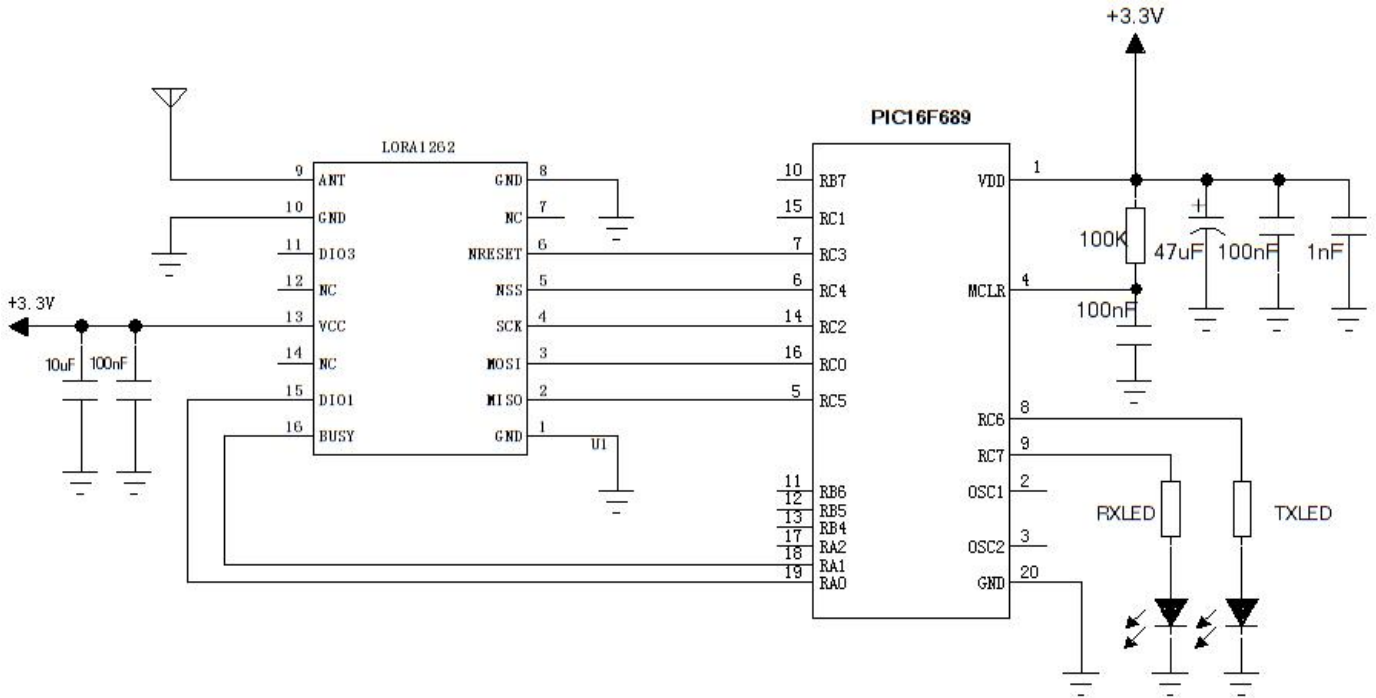 +3.3V
PIC16F689
LORA1262
9 ANT GND 8
10 GND NC 7
11 DIO3 NRESET 6
12 NC NSS 5
+3.3V
13 VCC SCK 4
14 NC MOSI 3
15 DIO1 MISO 2
16 BUSY GND 1
U1
10uF 100nF
10 RB7 VDD 1
15 RC1
7 RC3
6 RC4 MCLR 4
14 RC2
16 RC0
5 RC5
RC6 8
RC7 9
11 RB6 OSC1 2
12 RB5
13 RB4
17 RA2 OSC2 3
18 RA1
19 RA0 GND 20
100K
+
47uF 100nF 1nF
100nF
RXLED TXLED